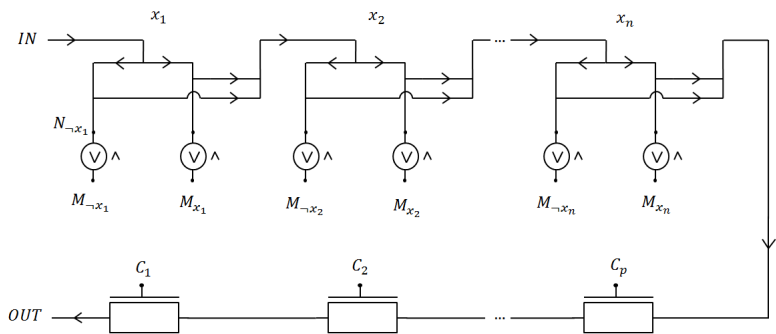 x₁ x₂ xₙ
IN ... 
N¬x₁
V ∧ V ∧ V ∧ V ∧ V ∧ V ∧
M¬x₁ Mx₁ M¬x₂ Mx₂ M¬xₙ Mxₙ
C₁ C₂ Cₚ
OUT ...